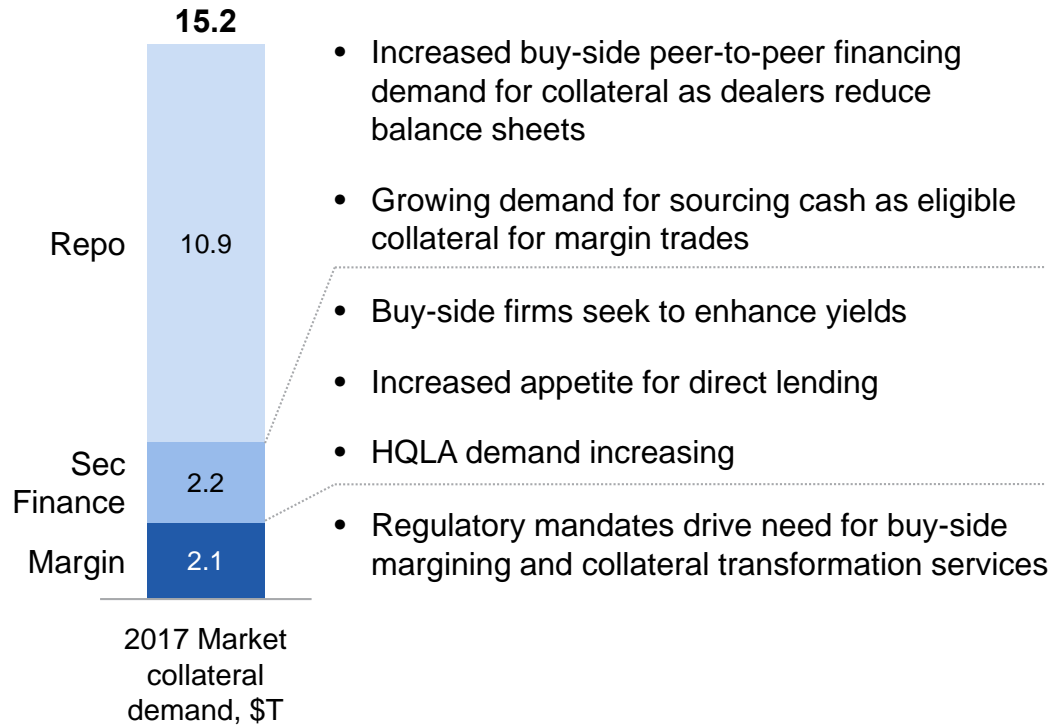 15.2
Repo
10.9
Sec
Finance
2.2
Margin
2.1
2017 Market
collateral
demand, $T
• Increased buy-side peer-to-peer financing
demand for collateral as dealers reduce
balance sheets
• Growing demand for sourcing cash as eligible
collateral for margin trades
• Buy-side firms seek to enhance yields
• Increased appetite for direct lending
• HQLA demand increasing
• Regulatory mandates drive need for buy-side
margining and collateral transformation services